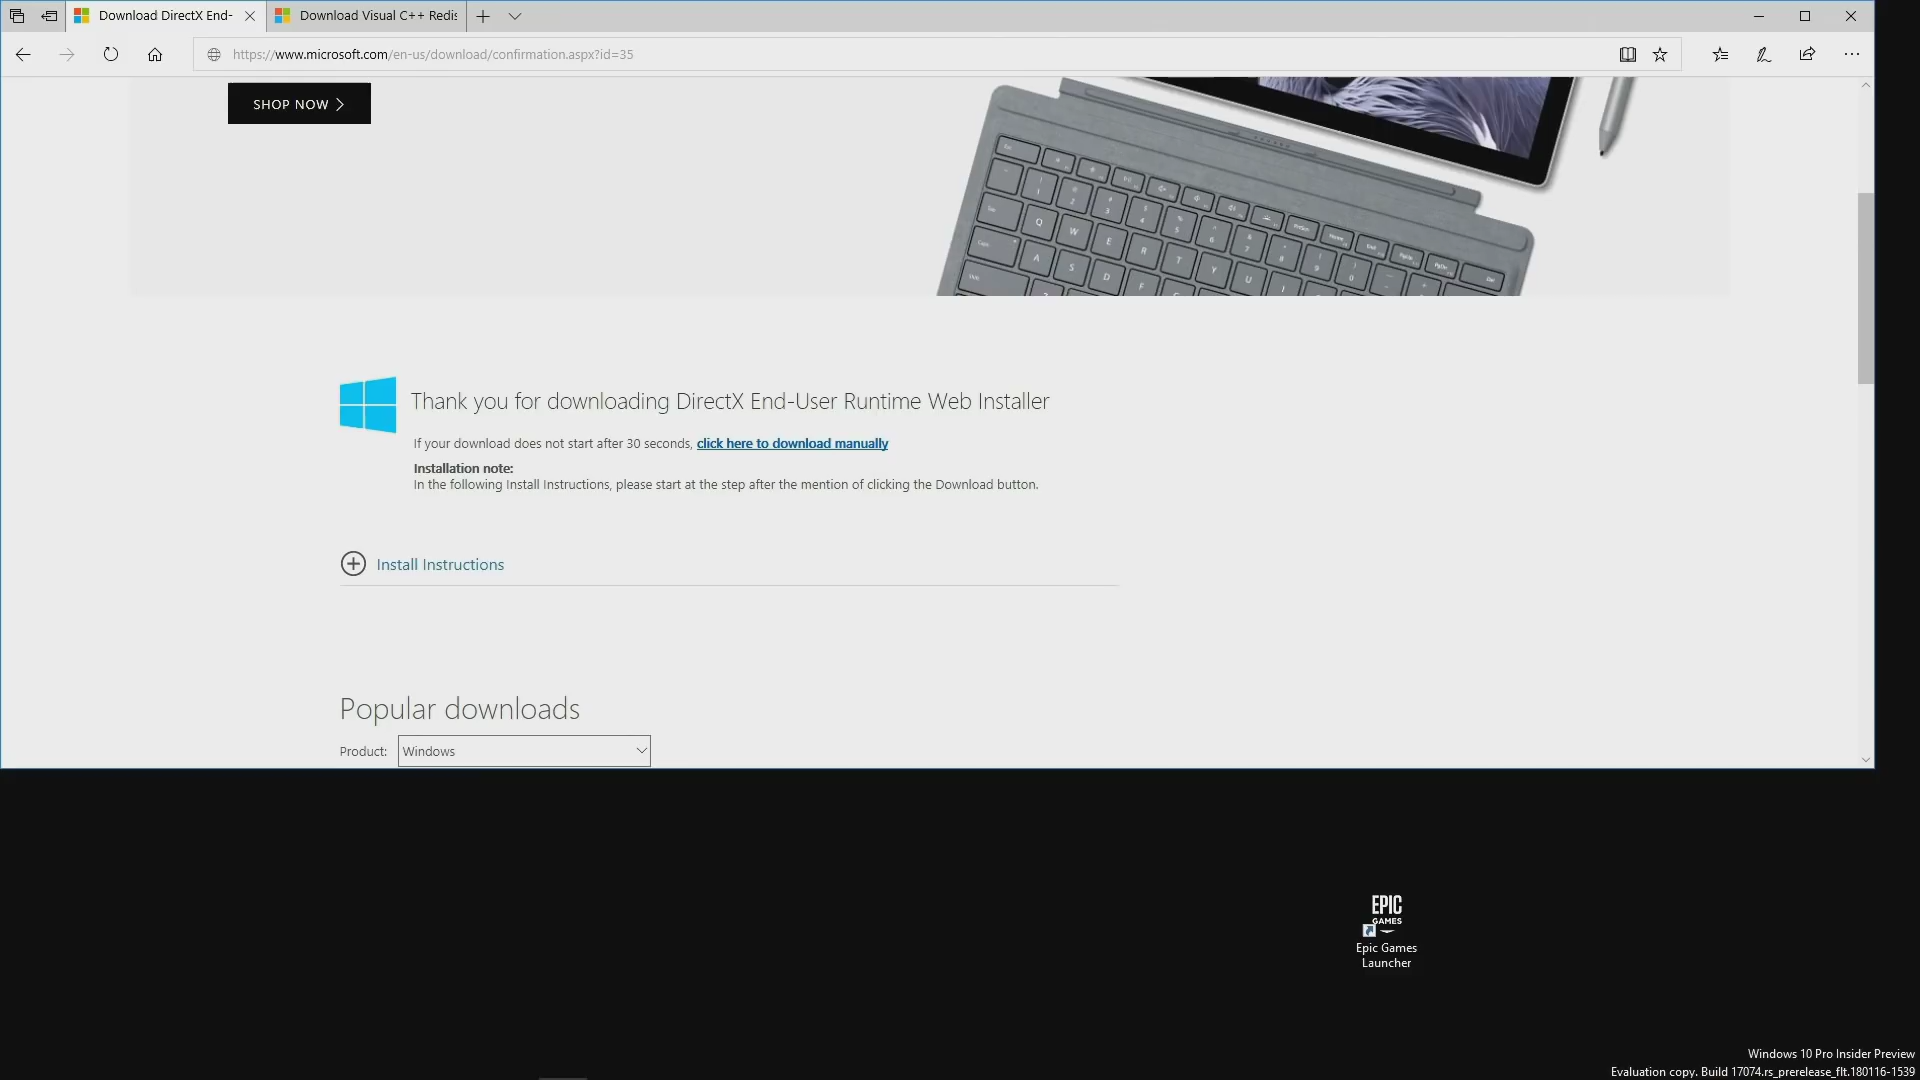 Download DirectX End-
Download Visual C++ Redis
https://www.microsoft.com/en-us/download/confirmation.aspx?id=35
SHOP NOW
Thank you for downloading DirectX End-User Runtime Web Installer
If your download does not start after 30 seconds, click here to download manually
Installation note:
In the following Install Instructions, please start at the step after the mention of clicking the Download button.
Install Instructions
Popular downloads
Product: Windows
EPIC
GAMES
Epic Games
Launcher
Windows 10 Pro Insider Preview
Evaluation copy. Build 17074.rs_prerelease_flt.180116-1539